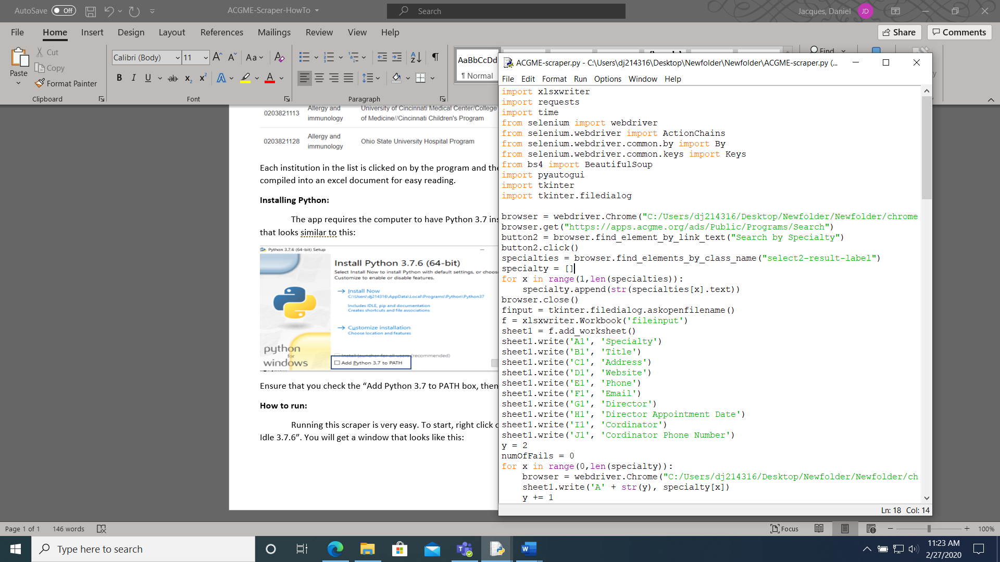 AutoSave Off ACGME-Scraper-HowTo Search Jacques, Daniel JD
File Home Insert Design Layout References Mailings Review View Help Share Comments
Paste Cut Copy Format Painter
Clipboard
Calibri (Body) 11 Aa
B I U ab x2 x2 A A
Font
Paragraph
AaBbCcDd
¶ Normal
Find
0203821113 Allergy and immunology University of Cincinnati Medical Center/College of Medicine//Cincinnati Children's Program
0203821128 Allergy and immunology Ohio State University Hospital Program
Each institution in the list is clicked on by the program and the
compiled into an excel document for easy reading.
Installing Python:
The app requires the computer to have Python 3.7 ins
that looks similar to this:
Python 3.7.6 (64-bit) Setup
Install Python 3.7.6 (64-bit)
Select Install Now to install Python with default settings, or choos
Customize to enable or disable features.
Install Now
C:\Users\dj214316\AppData\Local\Programs\Python\Python37
Includes IDLE, pip and documentation
Creates shortcuts and file associations
Customize installation
Choose location and features
Install launcher for all users (recommended)
Add Python 3.7 to PATH
python
for
windows
Ensure that you check the “Add Python 3.7 to PATH box, then
How to run:
Running this scraper is very easy. To start, right click o
Idle 3.7.6”. You will get a window that looks like this:
ACGME-scraper.py - C:\Users\dj214316\Desktop\Newfolder\Newfolder\ACGME-scraper.py (...
File Edit Format Run Options Window Help
import xlsxwriter
import requests
import time
from selenium import webdriver
from selenium.webdriver import ActionChains
from selenium.webdriver.common.by import By
from selenium.webdriver.common.keys import Keys
from bs4 import BeautifulSoup
import pyautogui
import tkinter
import tkinter.filedialog
browser = webdriver.Chrome("C:/Users/dj214316/Desktop/Newfolder/Newfolder/chrome
browser.get("https://apps.acgme.org/ads/Public/Programs/Search")
button2 = browser.find_element_by_link_text("Search by Specialty")
button2.click()
specialties = browser.find_elements_by_class_name("select2-result-label")
specialty = []
for x in range(1,len(specialties)):
    specialty.append(str(specialties[x].text))
browser.close()
finput = tkinter.filedialog.askopenfilename()
f = xlsxwriter.Workbook('fileinput')
sheet1 = f.add_worksheet()
sheet1.write('A1', 'Specialty')
sheet1.write('B1', 'Title')
sheet1.write('C1', 'Address')
sheet1.write('D1', 'Website')
sheet1.write('E1', 'Phone')
sheet1.write('F1', 'Email')
sheet1.write('G1', 'Director')
sheet1.write('H1', 'Director Appointment Date')
sheet1.write('I1', 'Cordinator')
sheet1.write('J1', 'Cordinator Phone Number')
y = 2
numOfFails = 0
for x in range(0,len(specialty)):
    browser = webdriver.Chrome("C:/Users/dj214316/Desktop/Newfolder/Newfolder/ch
    sheet1.write('A' + str(y), specialty[x])
    y += 1
Ln: 18 Col: 14
Page 1 of 1 146 words Focus 100%
Type here to search
11:23 AM
2/27/2020